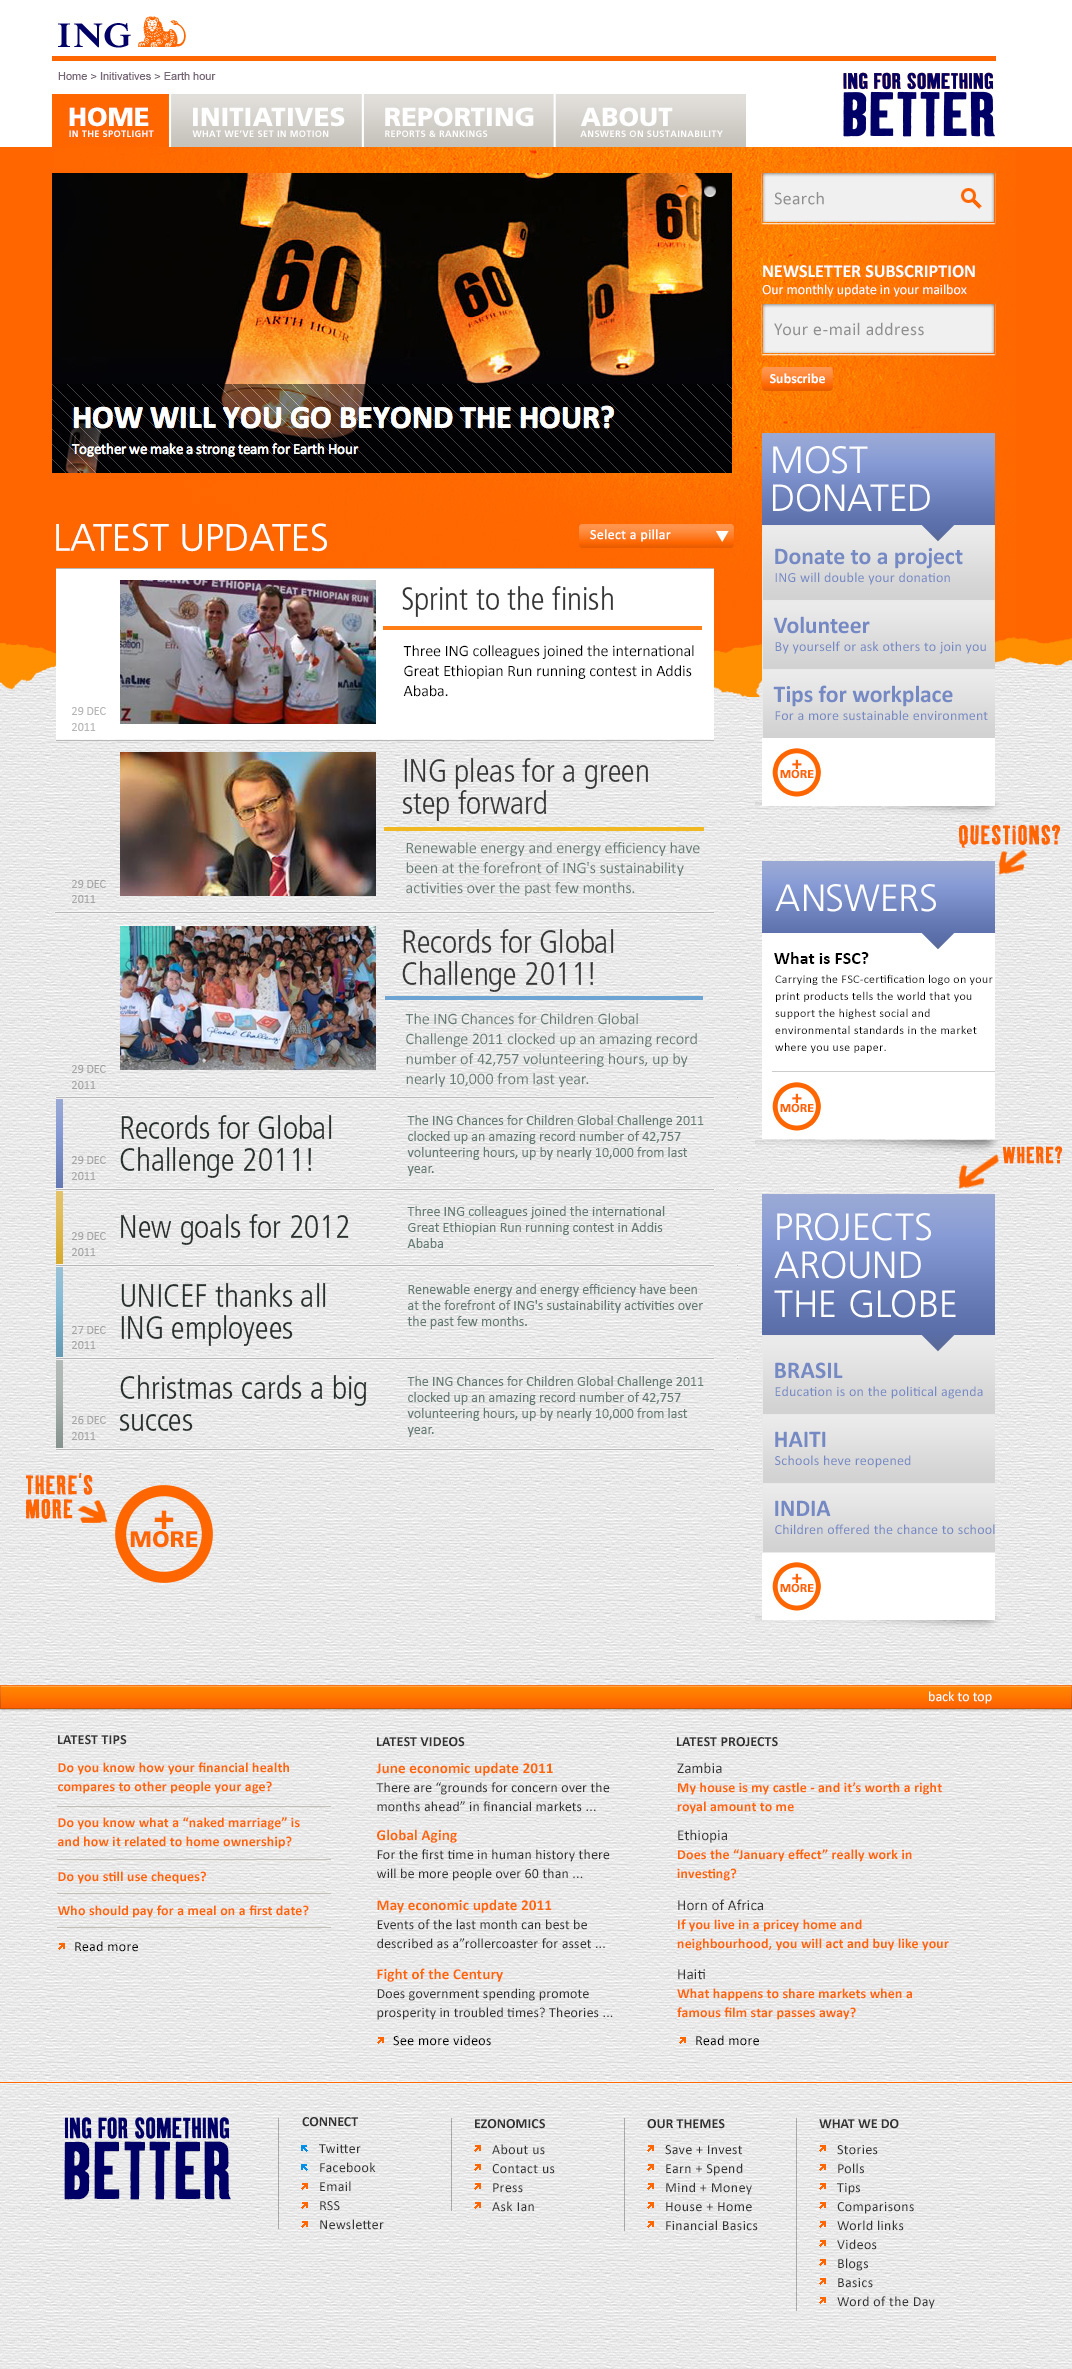 ING
Home > Initivatives > Earth hour
ING FOR SOMETHING
BETTER
HOME
IN THE SPOTLIGHT
INITIATIVES
WHAT WE'VE SET IN MOTION
REPORTING
REPORTS & RANKINGS
ABOUT
ANSWERS ON SUSTAINABILITY
60
EARTH HOUR
60
EARTH HOUR
60
60
HOW WILL YOU GO BEYOND THE HOUR?
Together we make a strong team for Earth Hour
Search
NEWSLETTER SUBSCRIPTION
Our monthly update in your mailbox
Your e-mail address
Subscribe
LATEST UPDATES
Select a pillar
BANK OF ETHIOPIA GREAT ETHIOPIAN RUN
29 DEC
2011
Sprint to the finish
Three ING colleagues joined the international
Great Ethiopian Run running contest in Addis
Ababa.
29 DEC
2011
ING pleas for a green
step forward
Renewable energy and energy efficiency have
been at the forefront of ING's sustainability
activities over the past few months.
Global Challeng
29 DEC
2011
Records for Global
Challenge 2011!
The ING Chances for Children Global
Challenge 2011 clocked up an amazing record
number of 42,757 volunteering hours, up by
nearly 10,000 from last year.
29 DEC
2011
Records for Global
Challenge 2011!
The ING Chances for Children Global Challenge 2011
clocked up an amazing record number of 42,757
volunteering hours, up by nearly 10,000 from last
year.
29 DEC
2011
New goals for 2012
Three ING colleagues joined the international
Great Ethiopian Run running contest in Addis
Ababa
27 DEC
2011
UNICEF thanks all
ING employees
Renewable energy and energy efficiency have been
at the forefront of ING's sustainability activities over
the past few months.
26 DEC
2011
Christmas cards a big
succes
The ING Chances for Children Global Challenge 2011
clocked up an amazing record number of 42,757
volunteering hours, up by nearly 10,000 from last
year.
THERE'S
MORE
+
MORE
MOST
DONATED
Donate to a project
ING will double your donation
Volunteer
By yourself or ask others to join you
Tips for workplace
For a more sustainable environment
+
MORE
QUESTIONS?
ANSWERS
What is FSC?
Carrying the FSC-certification logo on your
print products tells the world that you
support the highest social and
environmental standards in the market
where you use paper.
+
MORE
WHERE?
PROJECTS
AROUND
THE GLOBE
BRASIL
Education is on the political agenda
HAITI
Schools heve reopened
INDIA
Children offered the chance to school
+
MORE
back to top
LATEST TIPS
Do you know how your financial health
compares to other people your age?
Do you know what a “naked marriage” is
and how it related to home ownership?
Do you still use cheques?
Who should pay for a meal on a first date?
Read more
LATEST VIDEOS
June economic update 2011
There are “grounds for concern over the
months ahead” in financial markets ...
Global Aging
For the first time in human history there
will be more people over 60 than ...
May economic update 2011
Events of the last month can best be
described as a”rollercoaster for asset ...
Fight of the Century
Does government spending promote
prosperity in troubled times? Theories ...
See more videos
LATEST PROJECTS
Zambia
My house is my castle - and it’s worth a right
royal amount to me
Ethiopia
Does the “January effect” really work in
investing?
Horn of Africa
If you live in a pricey home and
neighbourhood, you will act and buy like your
Haiti
What happens to share markets when a
famous film star passes away?
Read more
ING FOR SOMETHING
BETTER
CONNECT
Twitter
Facebook
Email
RSS
Newsletter
EZONOMICS
About us
Contact us
Press
Ask Ian
OUR THEMES
Save + Invest
Earn + Spend
Mind + Money
House + Home
Financial Basics
WHAT WE DO
Stories
Polls
Tips
Comparisons
World links
Videos
Blogs
Basics
Word of the Day